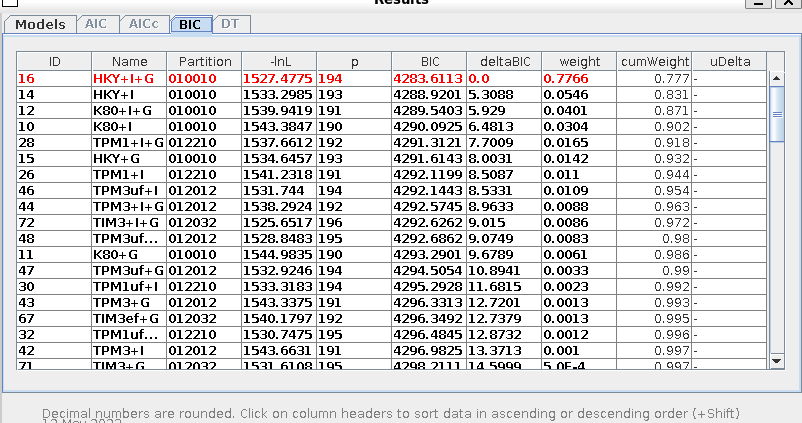 Results
Models AIC AICc BIC DT
ID Name Partition -lnL p BIC deltaBIC weight cumWeight uDelta
16 HKY+I+G 010010 1527.4775 194 4283.6113 0.0 0.7766 0.777 -
14 HKY+I 010010 1533.2985 193 4288.9201 5.3088 0.0546 0.831 -
12 K80+I+G 010010 1539.9419 191 4289.5403 5.929 0.0401 0.871 -
10 K80+I 010010 1543.3847 190 4290.0925 6.4813 0.0304 0.902 -
28 TPM1+I+G 012210 1537.6612 192 4291.3121 7.7009 0.0165 0.918 -
15 HKY+G 010010 1534.6457 193 4291.6143 8.0031 0.0142 0.932 -
26 TPM1+I 012210 1541.2318 191 4292.1199 8.5087 0.011 0.944 -
46 TPM3uf+I 012012 1531.744 194 4292.1443 8.5331 0.0109 0.954 -
44 TPM3+I+G 012012 1538.2924 192 4292.5745 8.9633 0.0088 0.963 -
72 TIM3+I+G 012032 1525.6517 196 4292.6262 9.015 0.0086 0.972 -
48 TPM3uf... 012012 1528.8483 195 4292.6862 9.0749 0.0083 0.98 -
11 K80+G 010010 1544.9835 190 4293.2901 9.6789 0.0061 0.986 -
47 TPM3uf+G 012012 1532.9246 194 4294.5054 10.8941 0.0033 0.99 -
30 TPM1uf+I 012210 1533.3183 194 4295.2928 11.6815 0.0023 0.992 -
43 TPM3+G 012012 1543.3375 191 4296.3313 12.7201 0.0013 0.993 -
67 TIM3ef+G 012032 1540.1792 192 4296.3492 12.7379 0.0013 0.995 -
32 TPM1uf... 012210 1530.7475 195 4296.4845 12.8732 0.0012 0.996 -
42 TPM3+I 012012 1543.6631 191 4296.9825 13.3713 0.001 0.997 -
71 TIM3+G 012032 1531.6108 195 4298.2111 14.5999 5.0E-4 0.997 -
Decimal numbers are rounded. Click on column headers to sort data in ascending or descending order (+Shift)